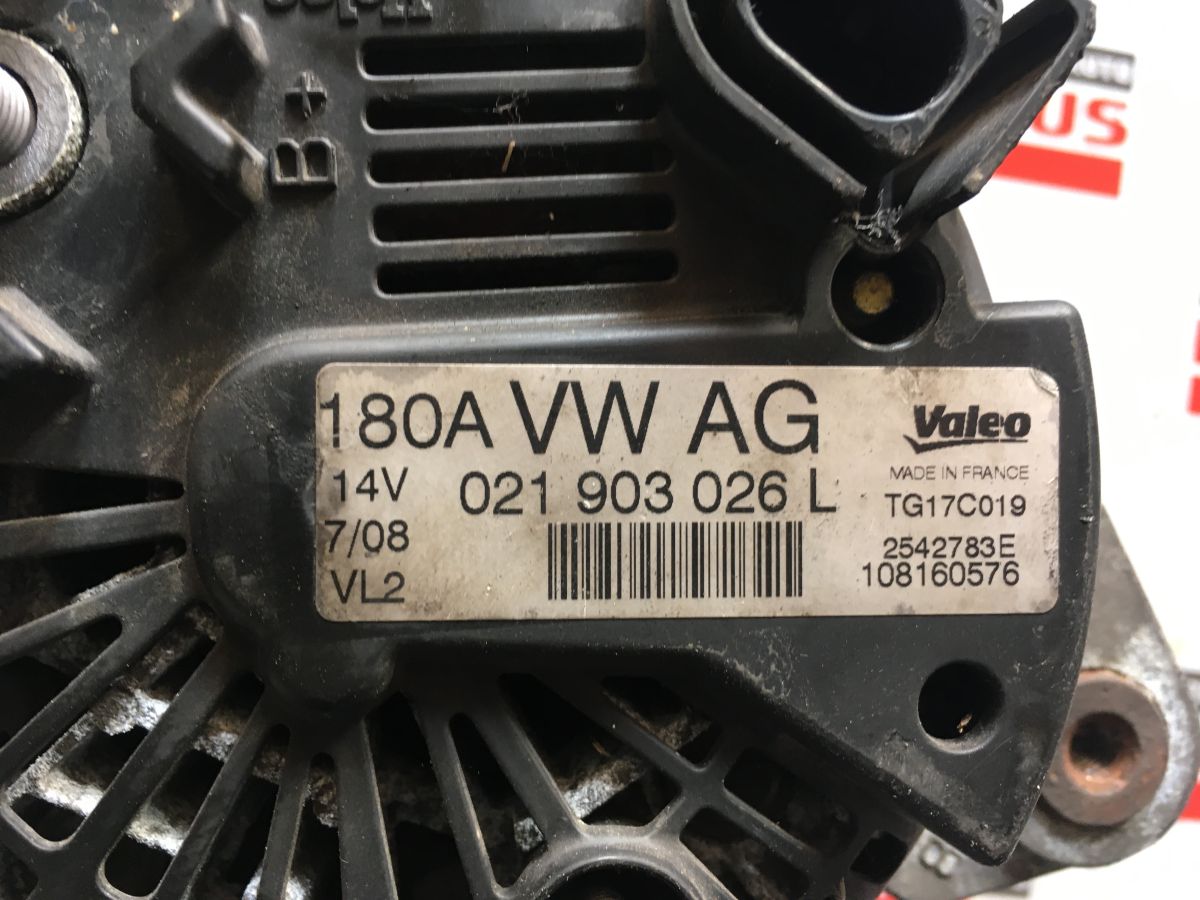 B+
180A VW AG
14V
7/08
VL2
021 903 026 L
Valeo
MADE IN FRANCE
TG17C019
2542783E
108160576